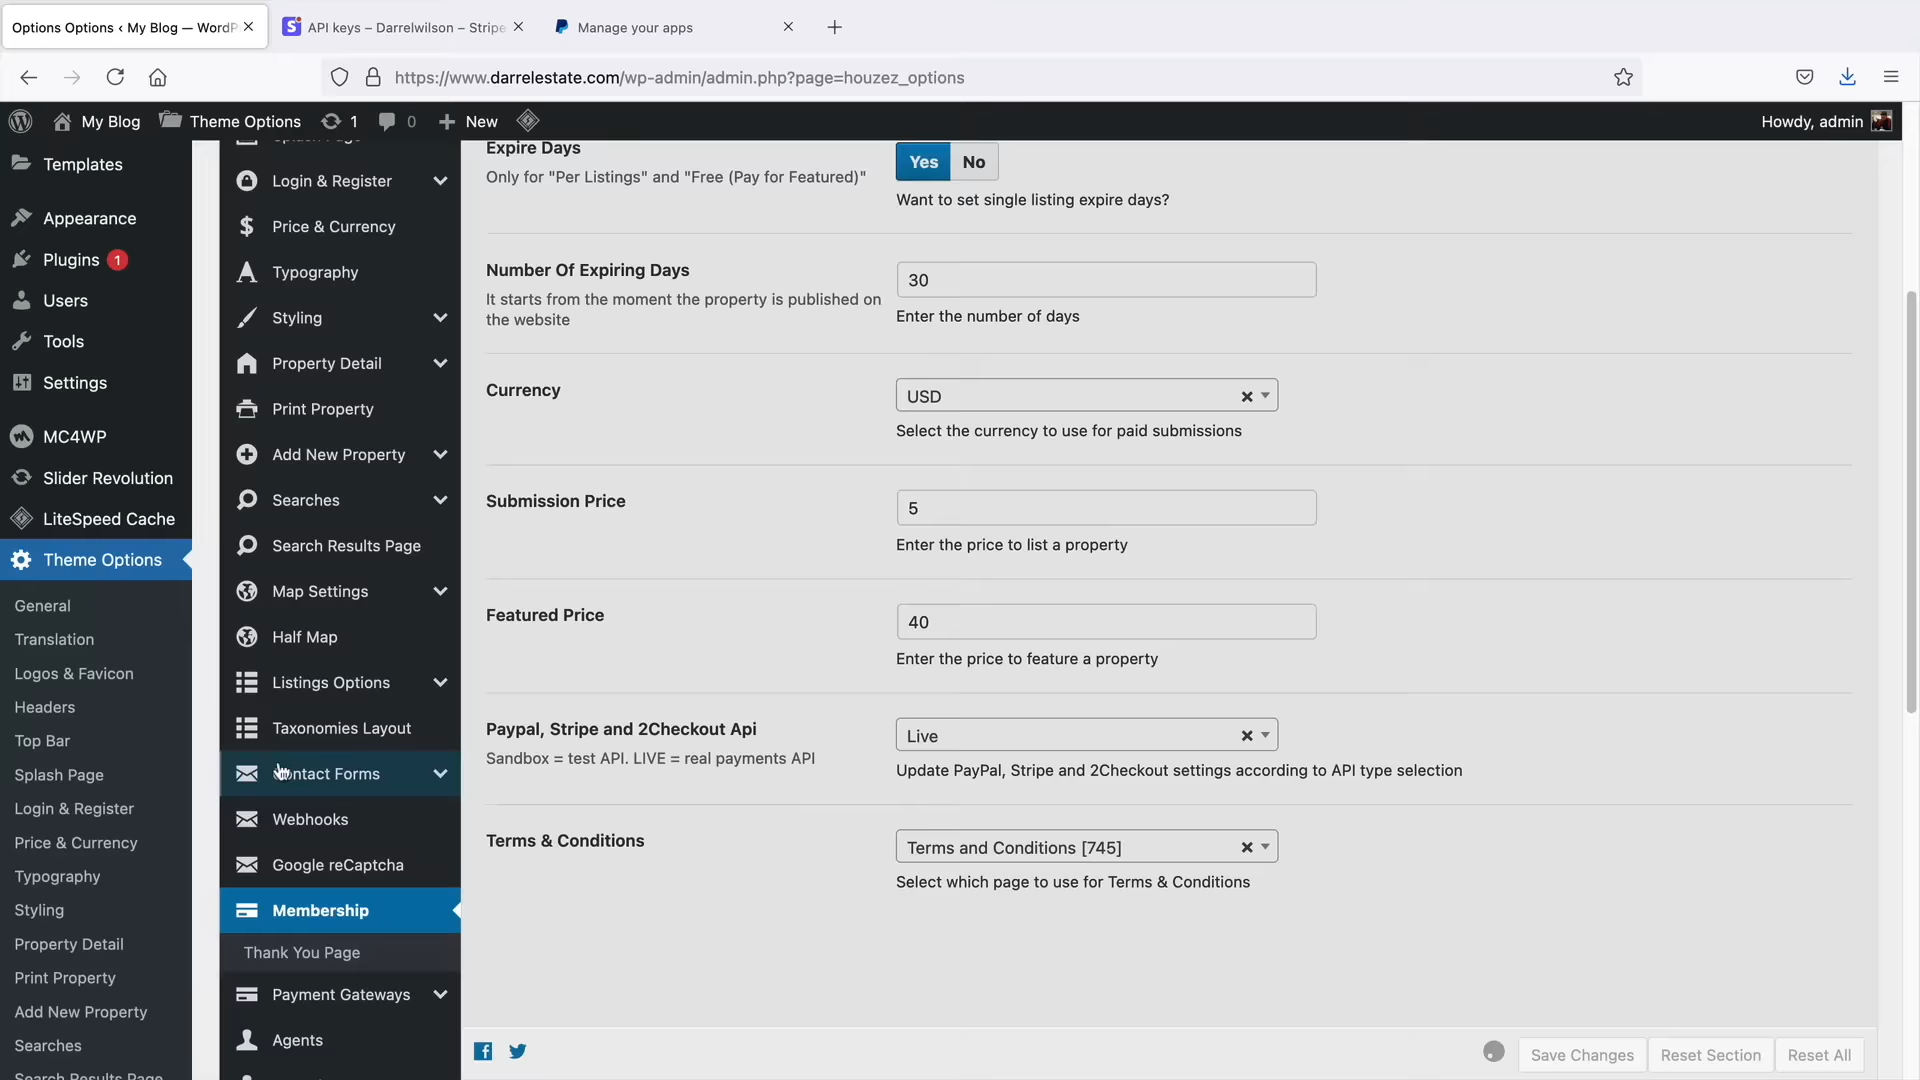 Options Options ‹ My Blog — WordP
API keys – Darrelwilson – Stripe
Manage your apps
https://www.darrelestate.com/wp-admin/admin.php?page=houzez_options
My Blog
Theme Options
1
0
New
Howdy, admin
Templates
Appearance
Plugins 1
Users
Tools
Settings
MC4WP
Slider Revolution
LiteSpeed Cache
Theme Options
General
Translation
Logos & Favicon
Headers
Top Bar
Splash Page
Login & Register
Price & Currency
Typography
Styling
Property Detail
Print Property
Add New Property
Searches
Search Results Page
Splash Page
Login & Register
Price & Currency
Typography
Styling
Property Detail
Print Property
Add New Property
Searches
Search Results Page
Map Settings
Half Map
Listings Options
Taxonomies Layout
Contact Forms
Webhooks
Google reCaptcha
Membership
Thank You Page
Payment Gateways
Agents
Expire Days
Only for "Per Listings" and "Free (Pay for Featured)"
Yes No
Want to set single listing expire days?
Number Of Expiring Days
It starts from the moment the property is published on
the website
30
Enter the number of days
Currency
USD
Select the currency to use for paid submissions
Submission Price
5
Enter the price to list a property
Featured Price
40
Enter the price to feature a property
Paypal, Stripe and 2Checkout Api
Sandbox = test API. LIVE = real payments API
Live
Update PayPal, Stripe and 2Checkout settings according to API type selection
Terms & Conditions
Terms and Conditions [745]
Select which page to use for Terms & Conditions
Save Changes
Reset Section
Reset All